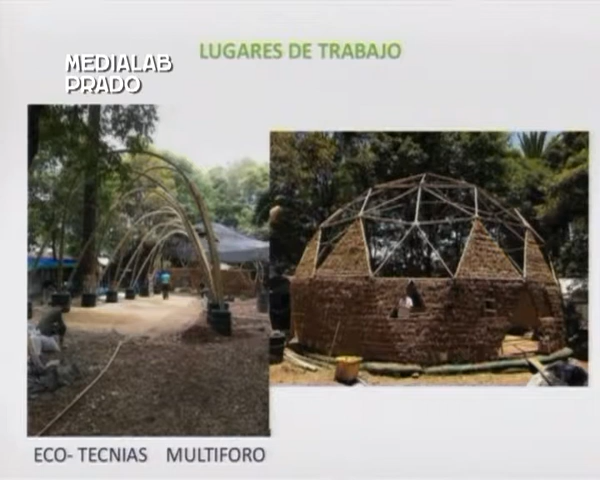 LUGARES DE TRABAJO
MEDIALAB
PRADO
ECO- TECNIAS MULTIFORO